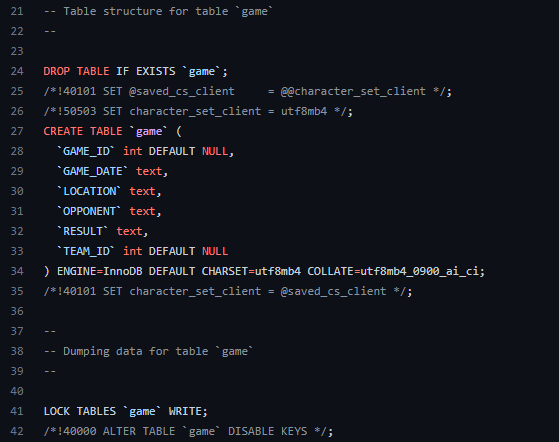 21 -- Table structure for table `game`
22 --
23
24 DROP TABLE IF EXISTS `game`;
25 /*!40101 SET @saved_cs_client     = @@character_set_client */;
26 /*!50503 SET character_set_client = utf8mb4 */;
27 CREATE TABLE `game` (
28   `GAME_ID` int DEFAULT NULL,
29   `GAME_DATE` text,
30   `LOCATION` text,
31   `OPPONENT` text,
32   `RESULT` text,
33   `TEAM_ID` int DEFAULT NULL
34 ) ENGINE=InnoDB DEFAULT CHARSET=utf8mb4 COLLATE=utf8mb4_0900_ai_ci;
35 /*!40101 SET character_set_client = @saved_cs_client */;
36
37 --
38 -- Dumping data for table `game`
39 --
40
41 LOCK TABLES `game` WRITE;
42 /*!40000 ALTER TABLE `game` DISABLE KEYS */;